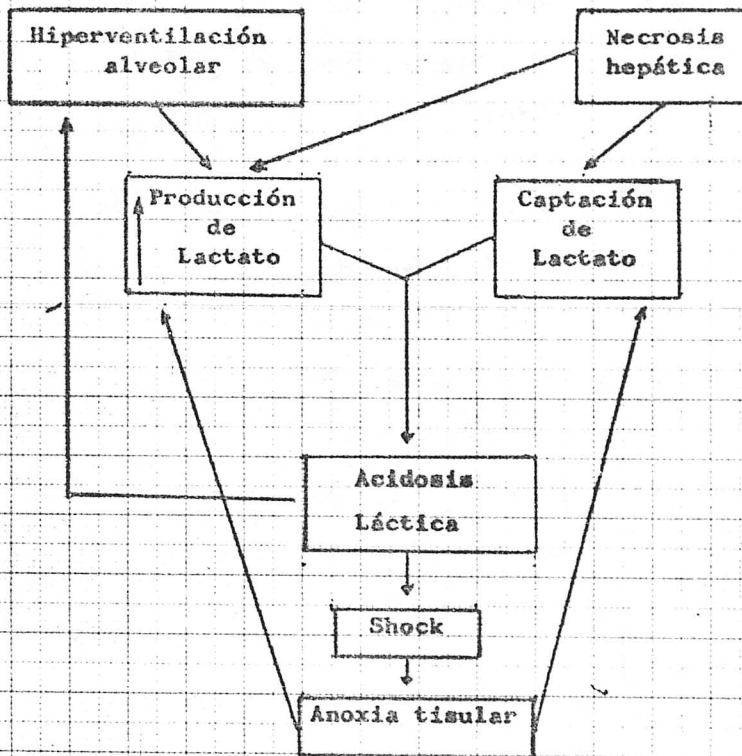 Hiperventilación
alveolar
Necrosis
hepática
Producción
de
Lactato
Captación
de
Lactato
Acidosis
Láctica
Shock
Anoxia tisular